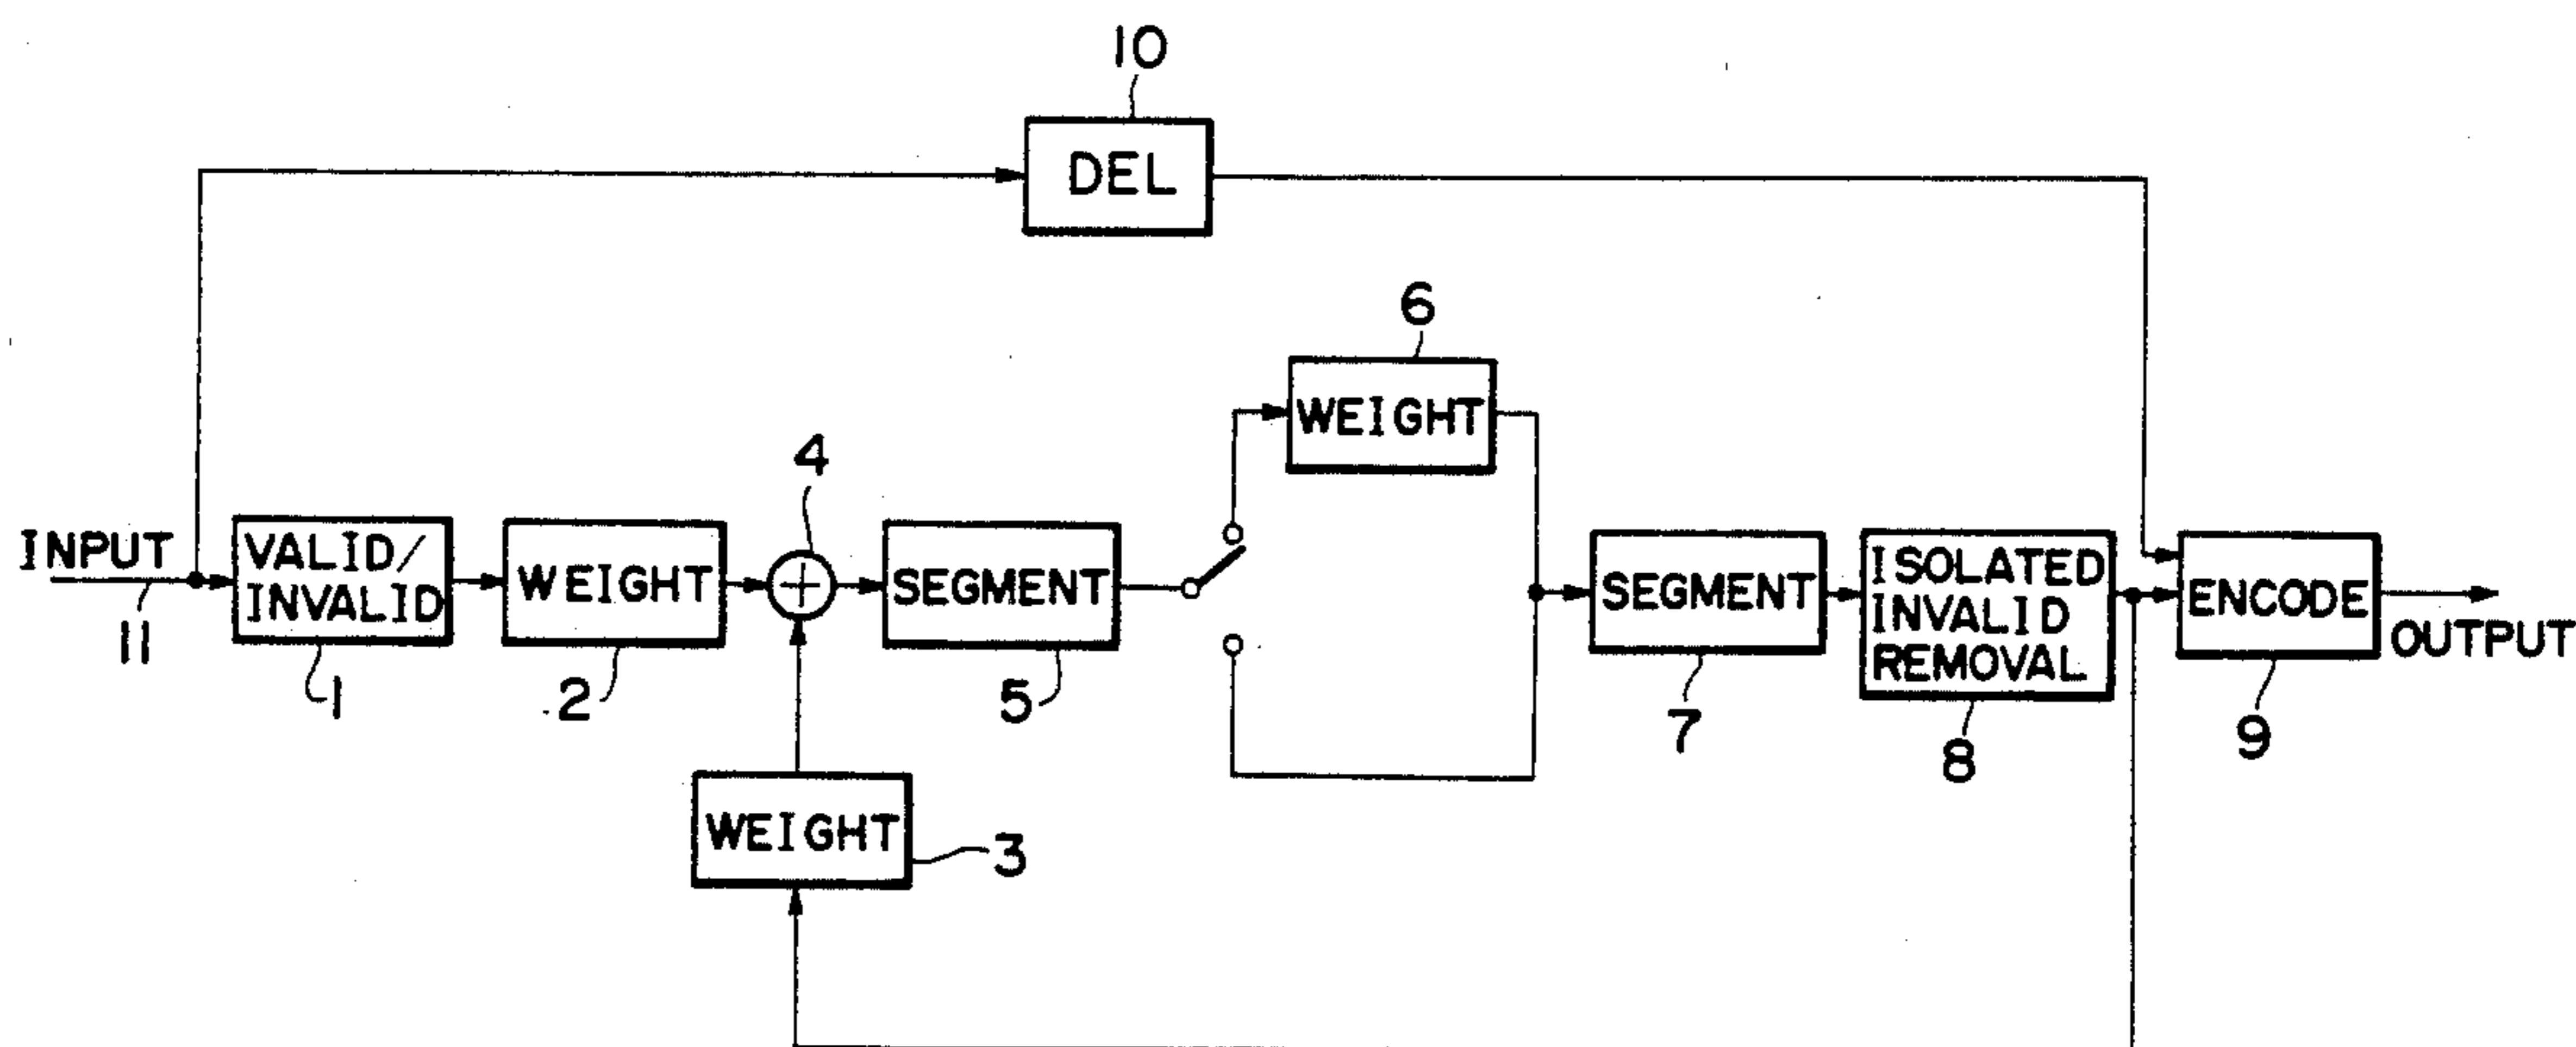 10
DEL
6
WEIGHT
4
INPUT
11
VALID/
INVALID
1
WEIGHT
2
+
SEGMENT
5
SEGMENT
7
ISOLATED
INVALID
REMOVAL
8
ENCODE
9
OUTPUT
WEIGHT
3